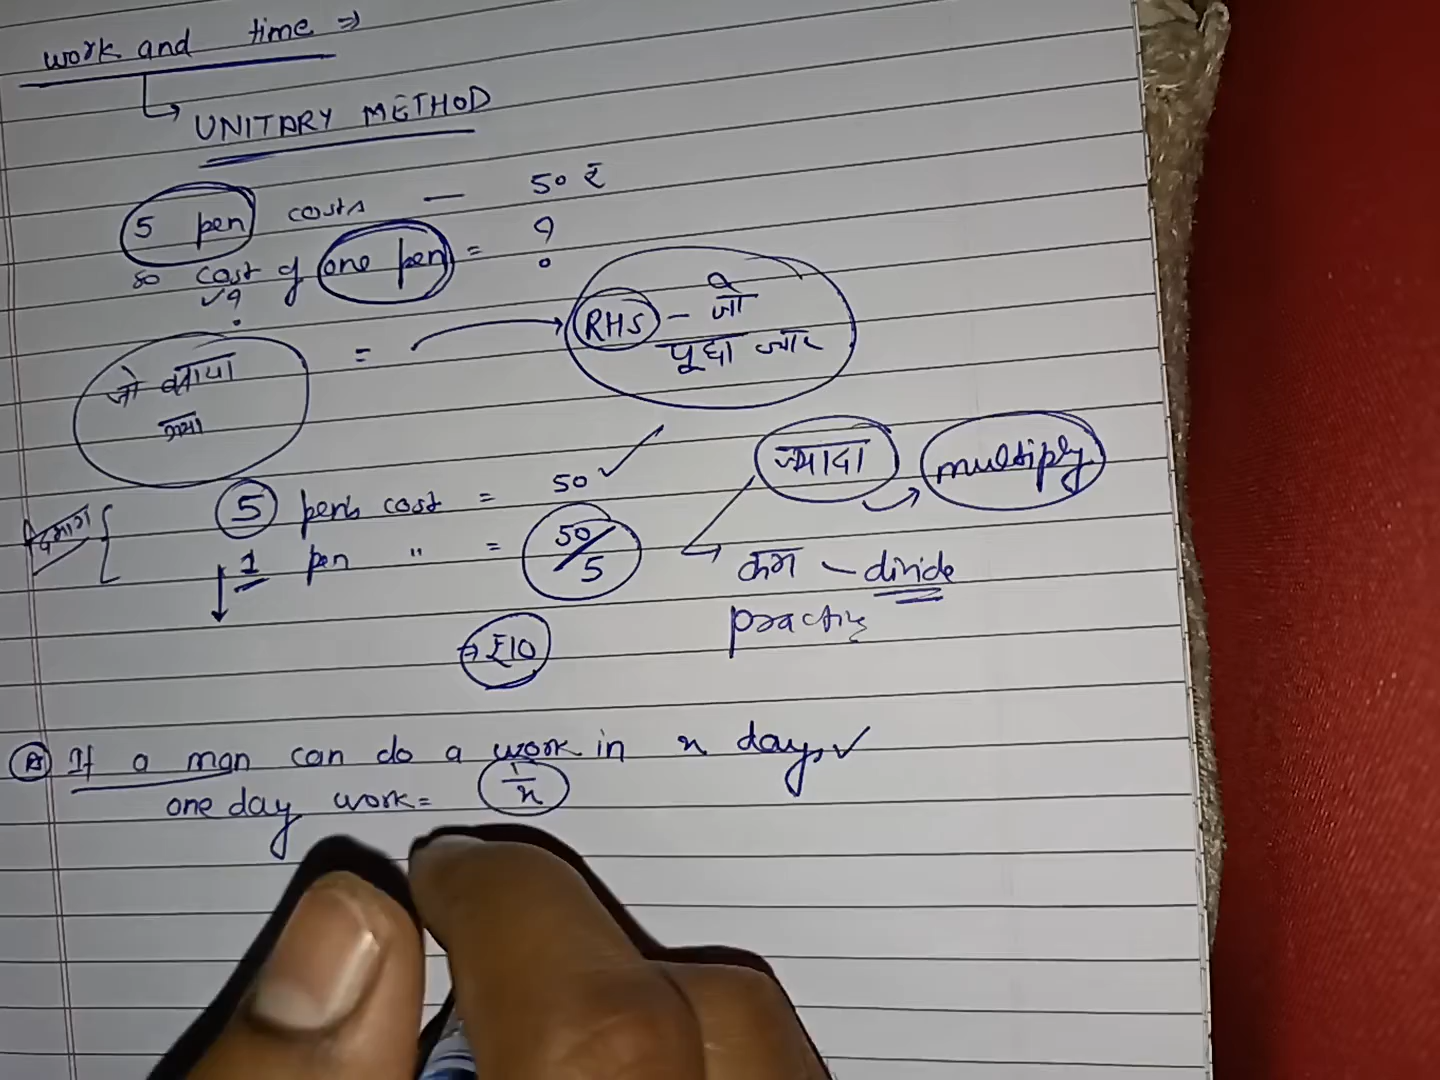 work and time ⇒
UNITARY METHOD
5 pen costs — 50 ₹
so cost of one pen = ?
?
जो बताया = RHS - जो
गया पूछा जाए
5 pens cost = 50 ✓
ज्यादा → multiply
दिमाग { 1 pen " = 50/5
कम - divide
⇒ ₹10
If a man can do a work in x days ✓
one day work = 1/x